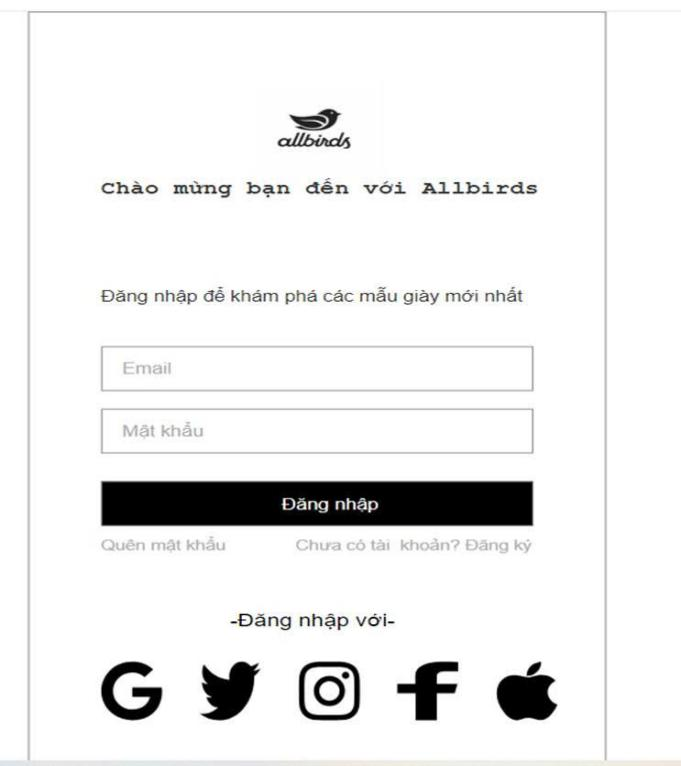 allbirds
Chào mừng bạn đến với Allbirds
Đăng nhập để khám phá các mẫu giày mới nhất
Email
Mật khẩu
Đăng nhập
Quên mật khẩu Chưa có tài khoản? Đăng ký
-Đăng nhập với-